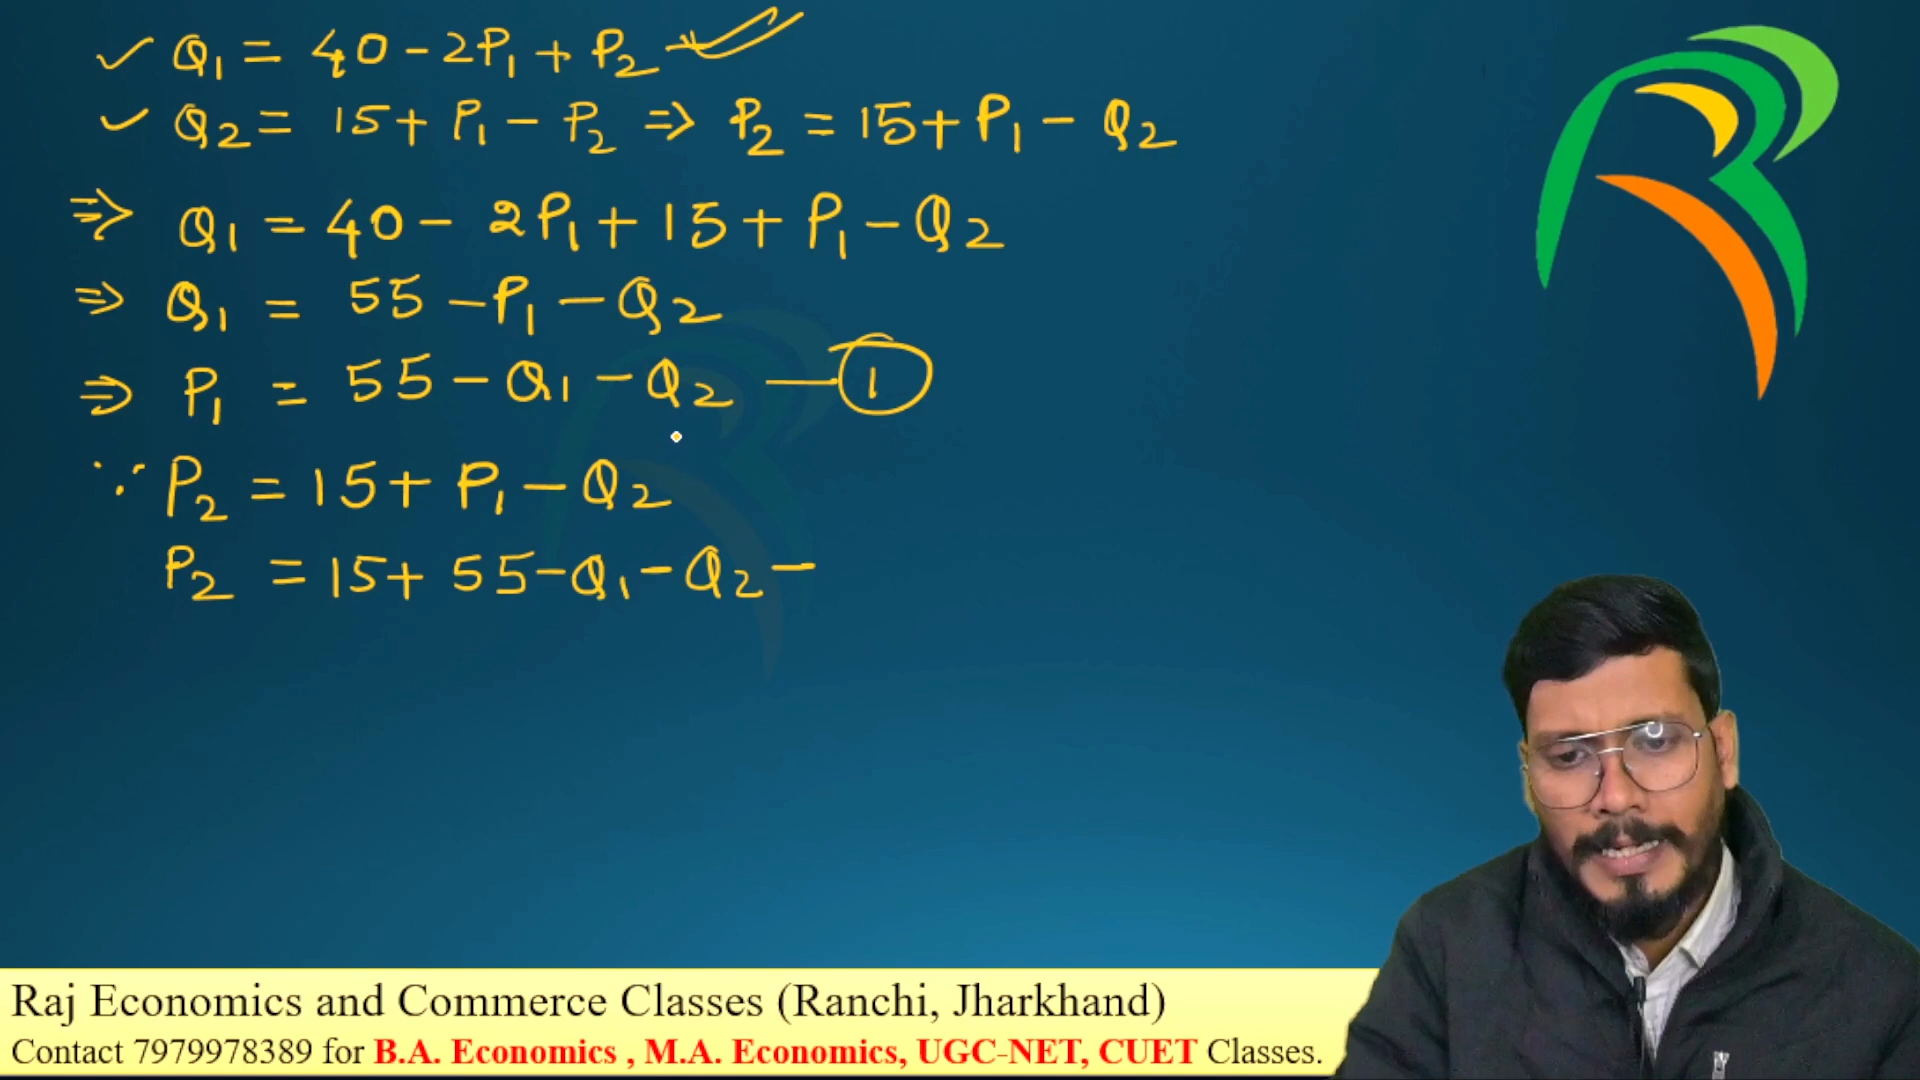 ✓ Q₁ = 40 - 2P₁ + P₂ ✓
✓ Q₂ = 15 + P₁ - P₂ ⇒ P₂ = 15 + P₁ - Q₂
⇒ Q₁ = 40 - 2P₁ + 15 + P₁ - Q₂
⇒ Q₁ = 55 - P₁ - Q₂
⇒ P₁ = 55 - Q₁ - Q₂ — ①
∵ P₂ = 15 + P₁ - Q₂
P₂ = 15 + 55 - Q₁ - Q₂ -
Raj Economics and Commerce Classes (Ranchi, Jharkhand)
Contact 7979978389 for B.A. Economics , M.A. Economics, UGC-NET, CUET Classes.